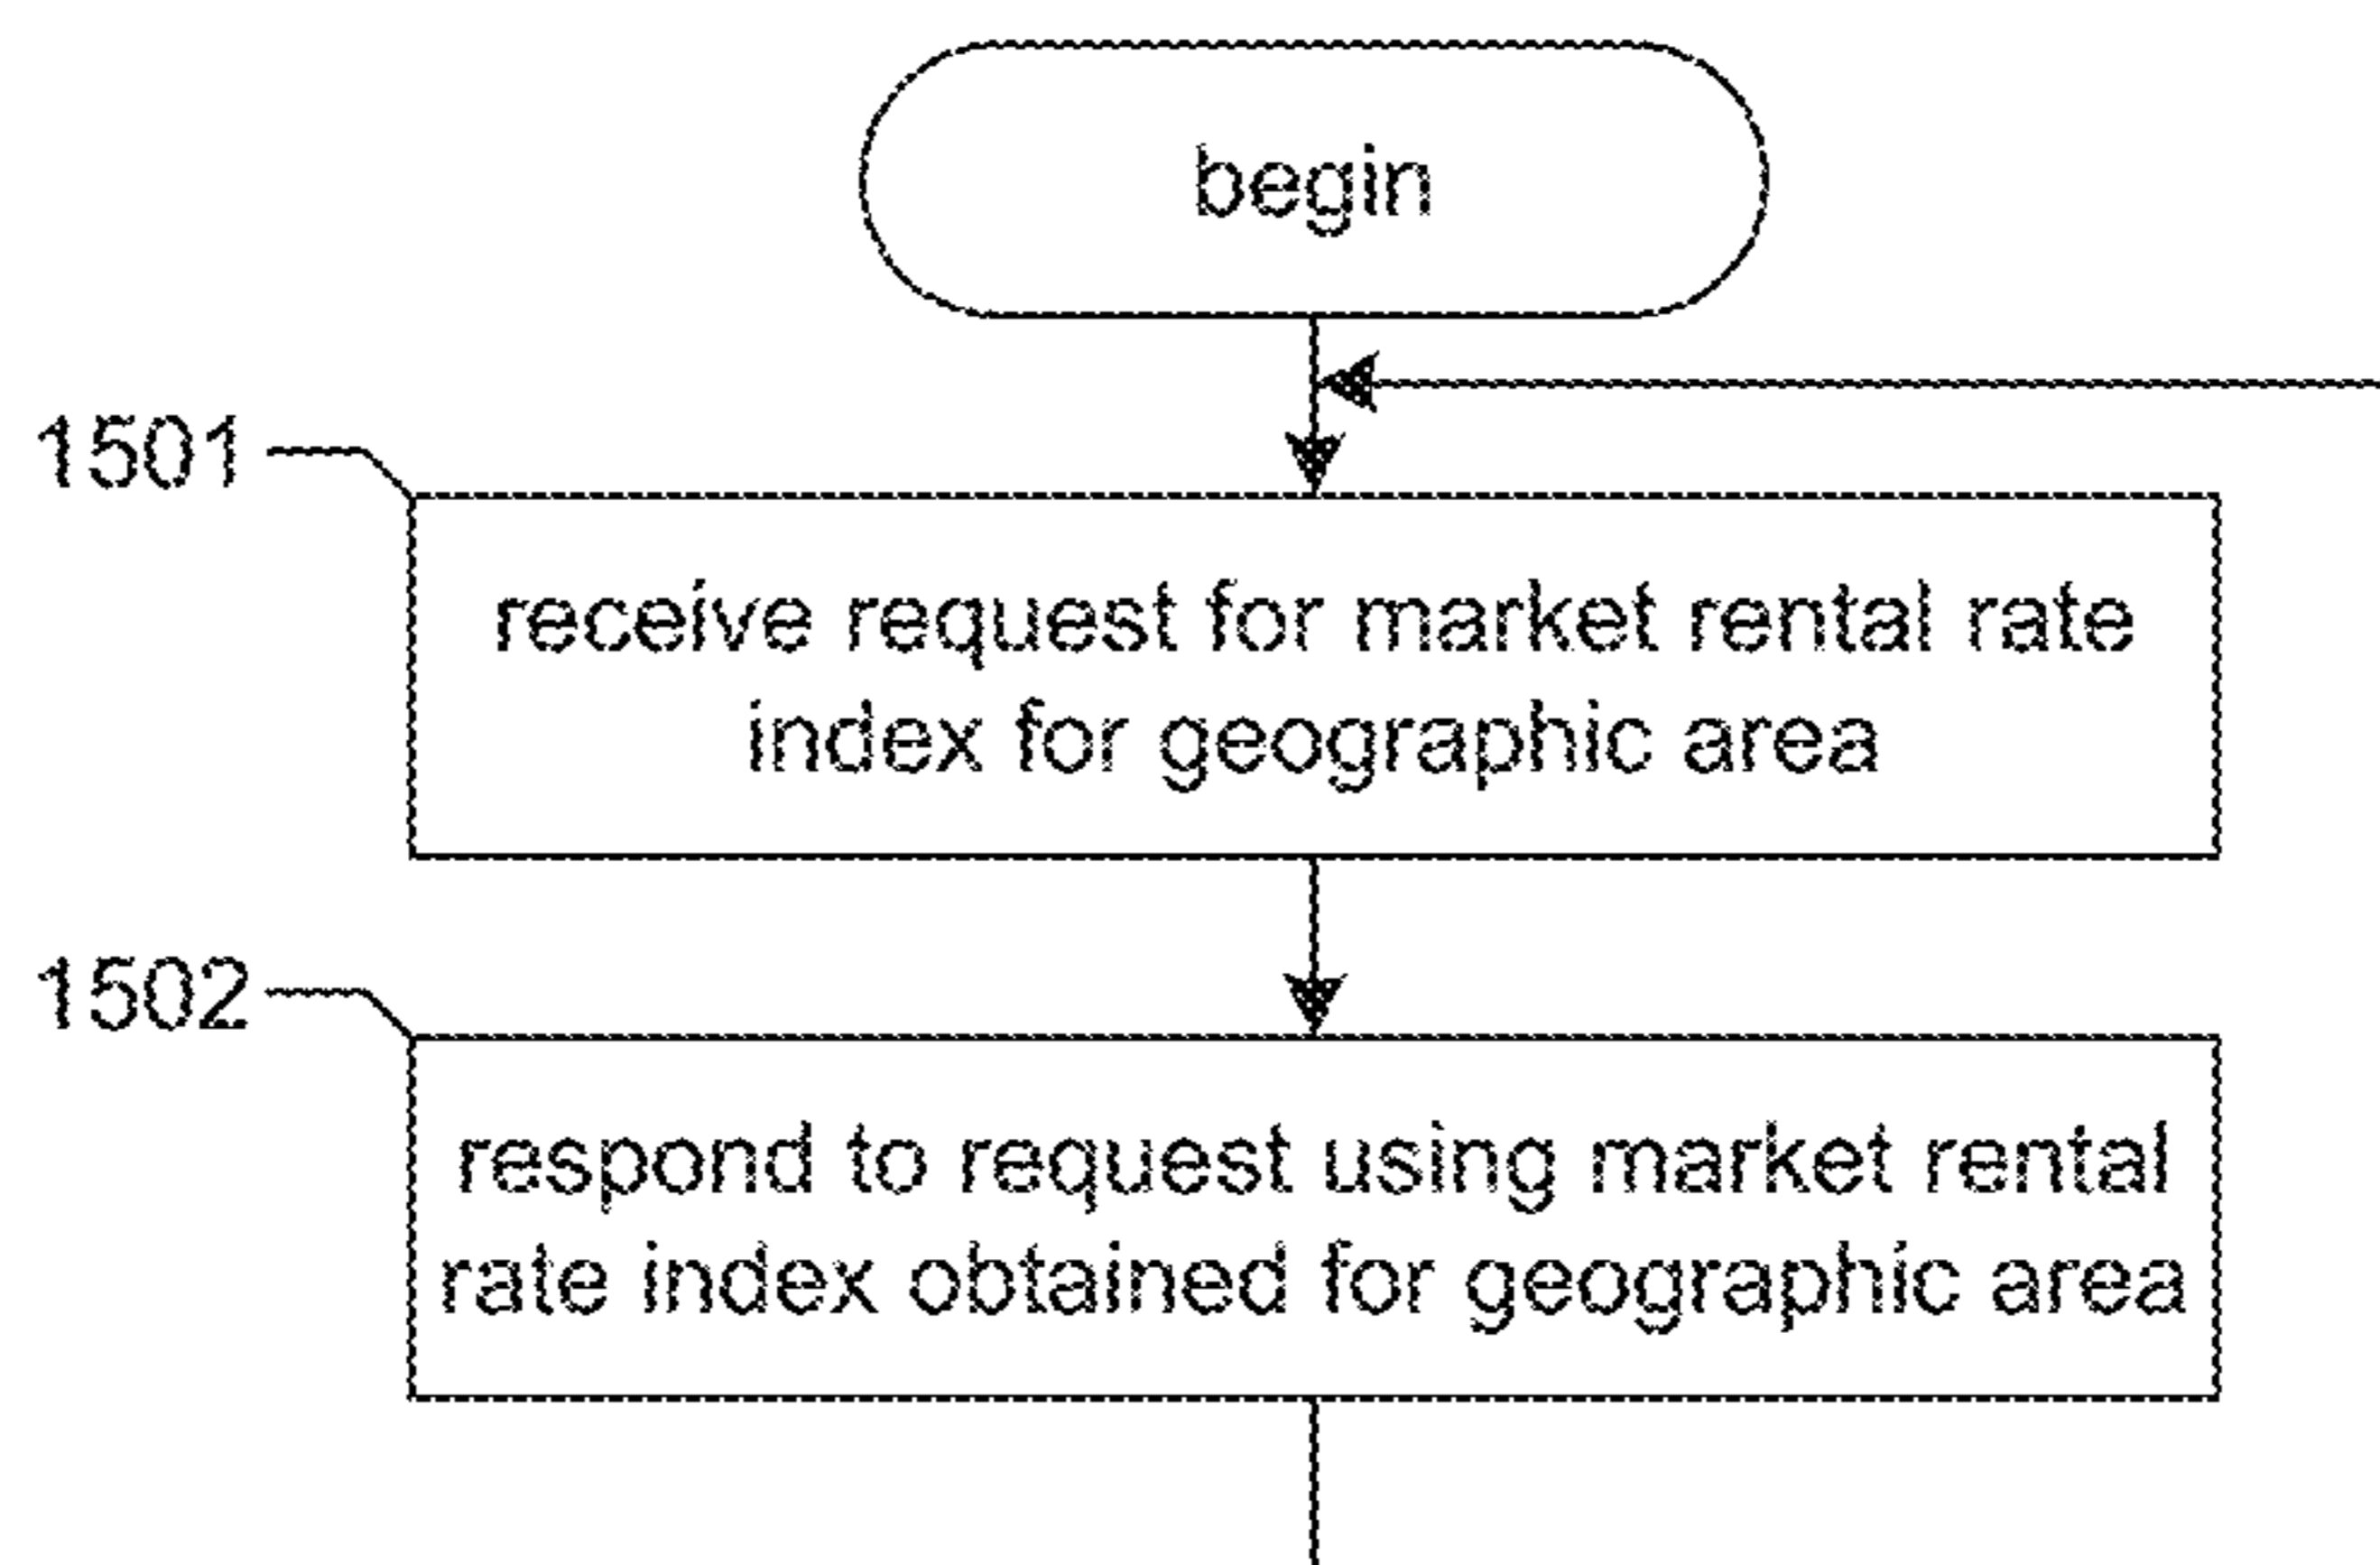 begin
1501
receive request for market rental rate
index for geographic area
1502
respond to request using market rental
rate index obtained for geographic area